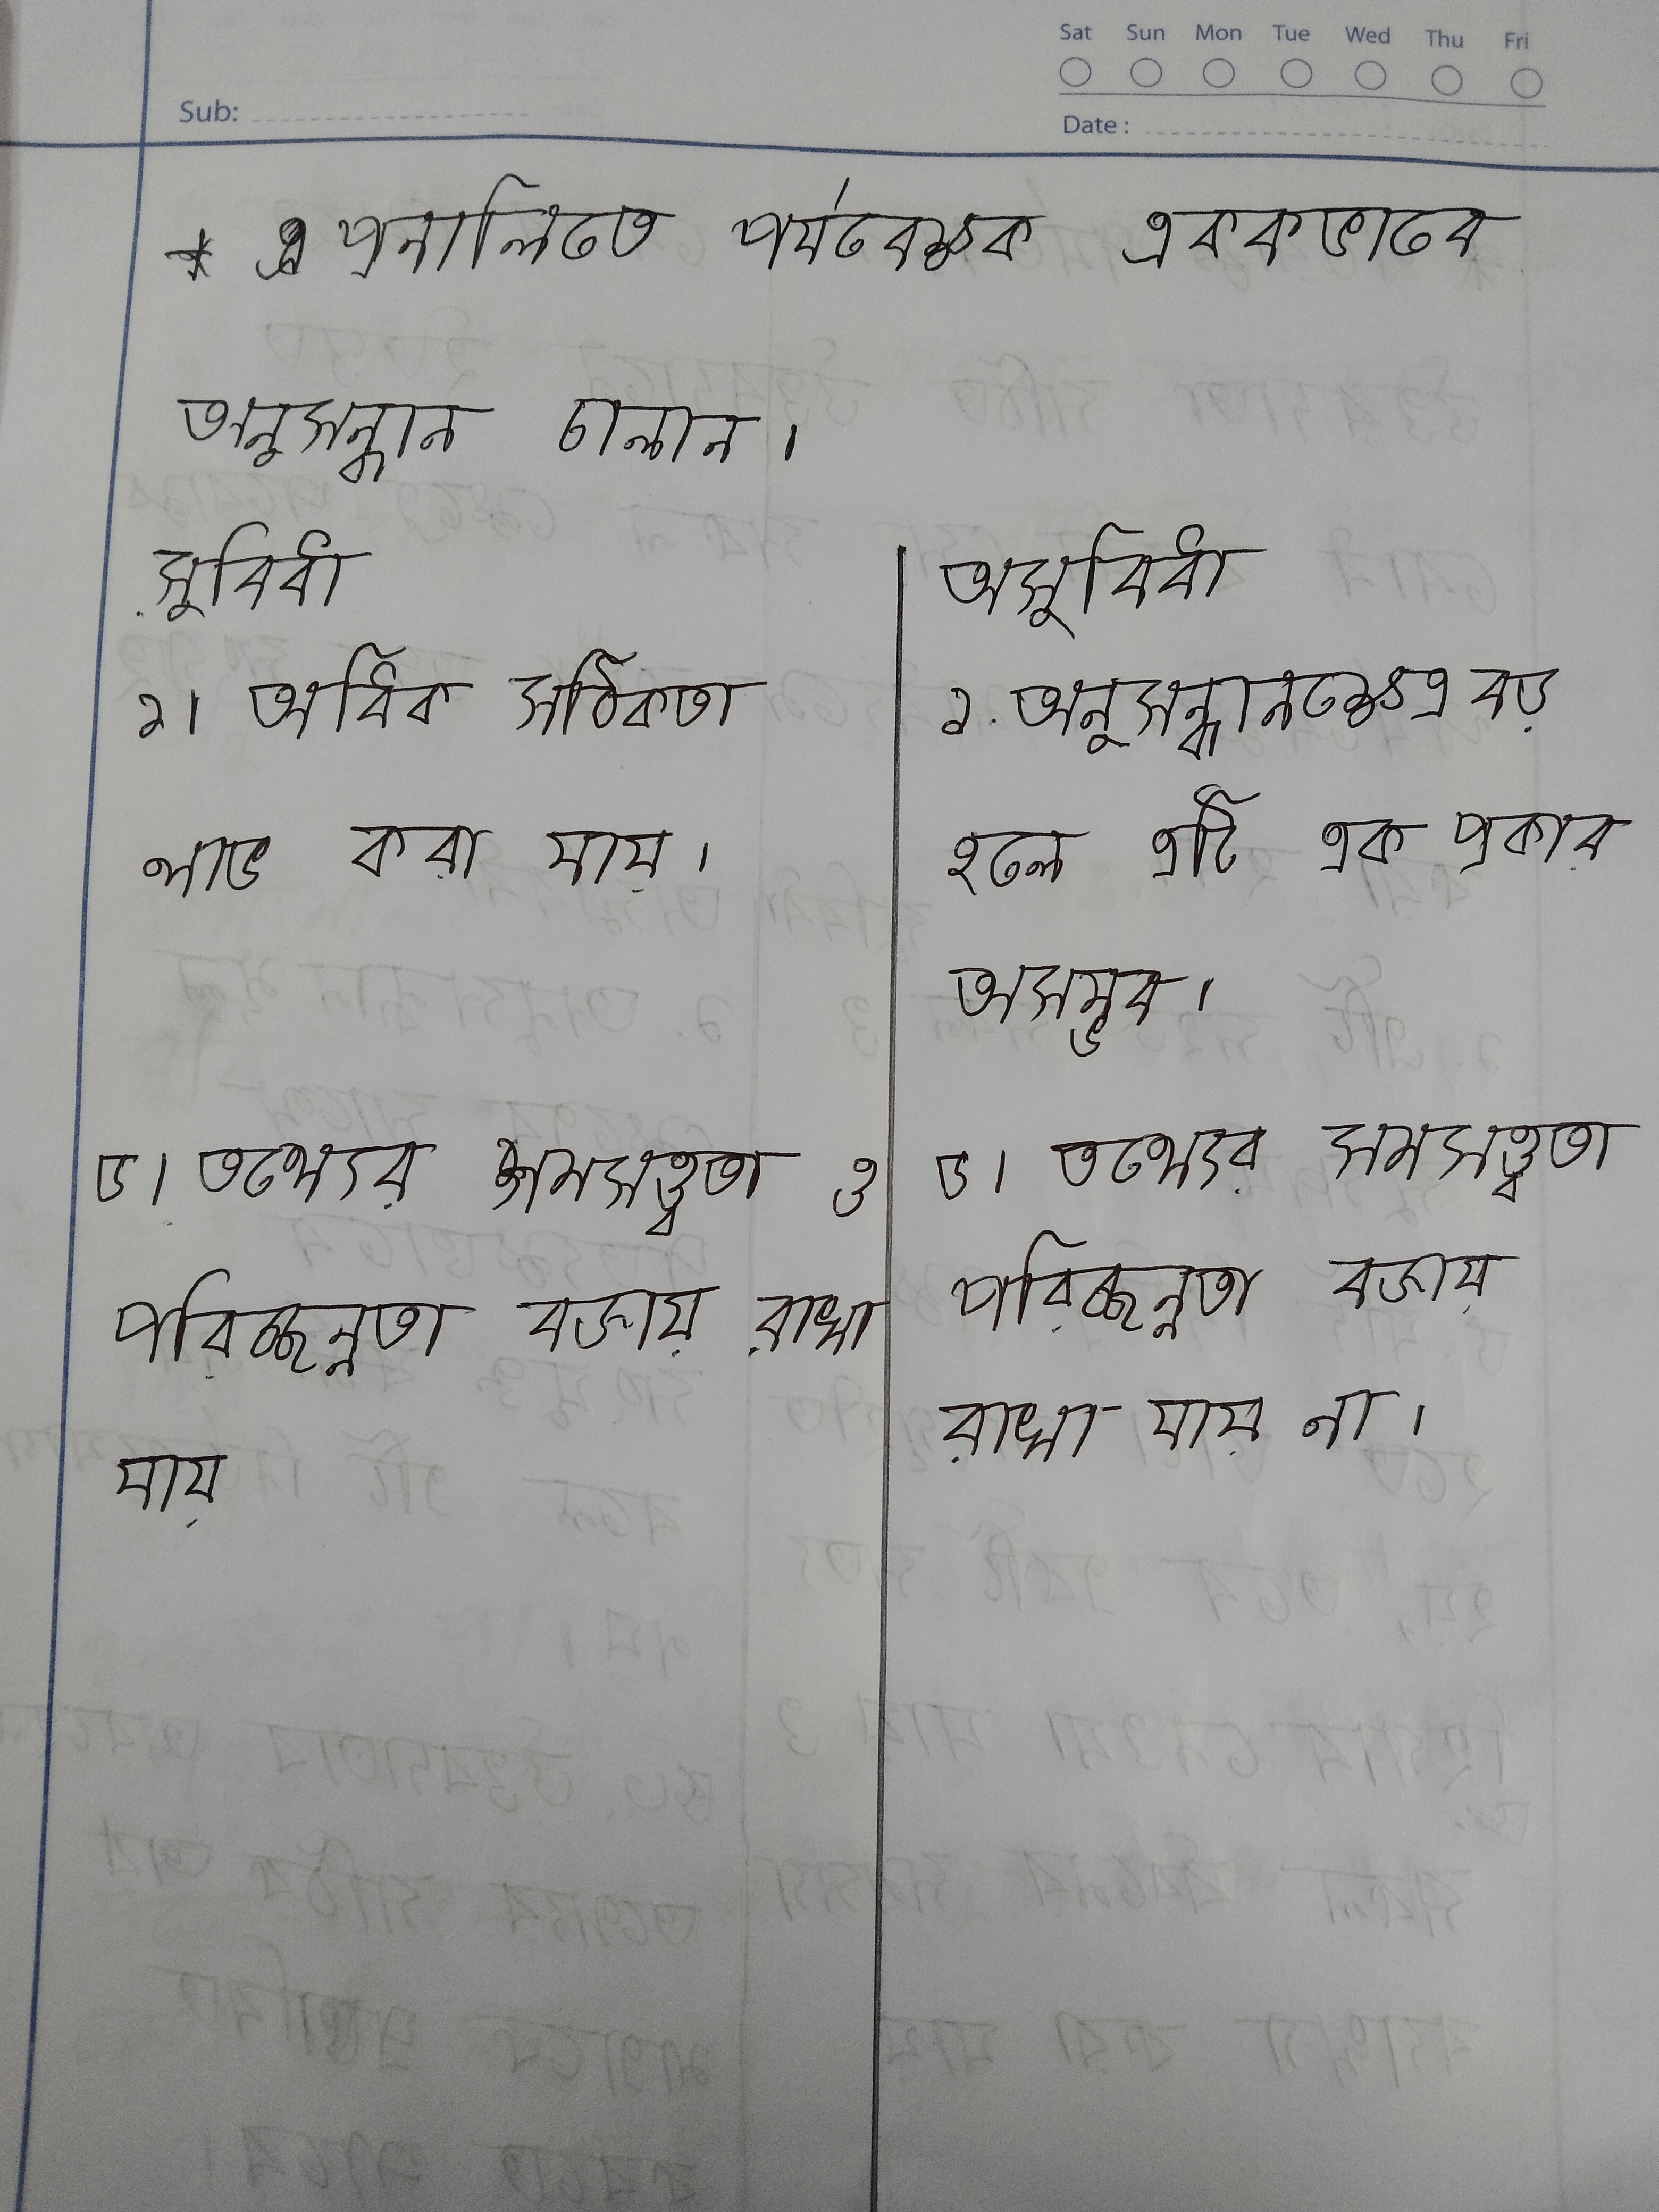 Sat Sun Mon Tue Wed Thu Fri
Sub:
Date :
* এ প্রনালিতে পর্যবেক্ষক এককভাবে
অনুসন্ধান চালান।
সুবিধা
১। অধিক সঠিকতা
লাভ করা যায়।
৩। তথ্যের সমসত্ত্বতা ও
পরিচ্ছন্নতা বজায় রাখা
যায়
অসুবিধা
১. অনুসন্ধানক্ষেত্র বড়
হলে এটি এক প্রকার
অসম্ভব।
৩। তথ্যের সমসত্ত্বতা
পরিচ্ছন্নতা বজায়
রাখা যায় না।